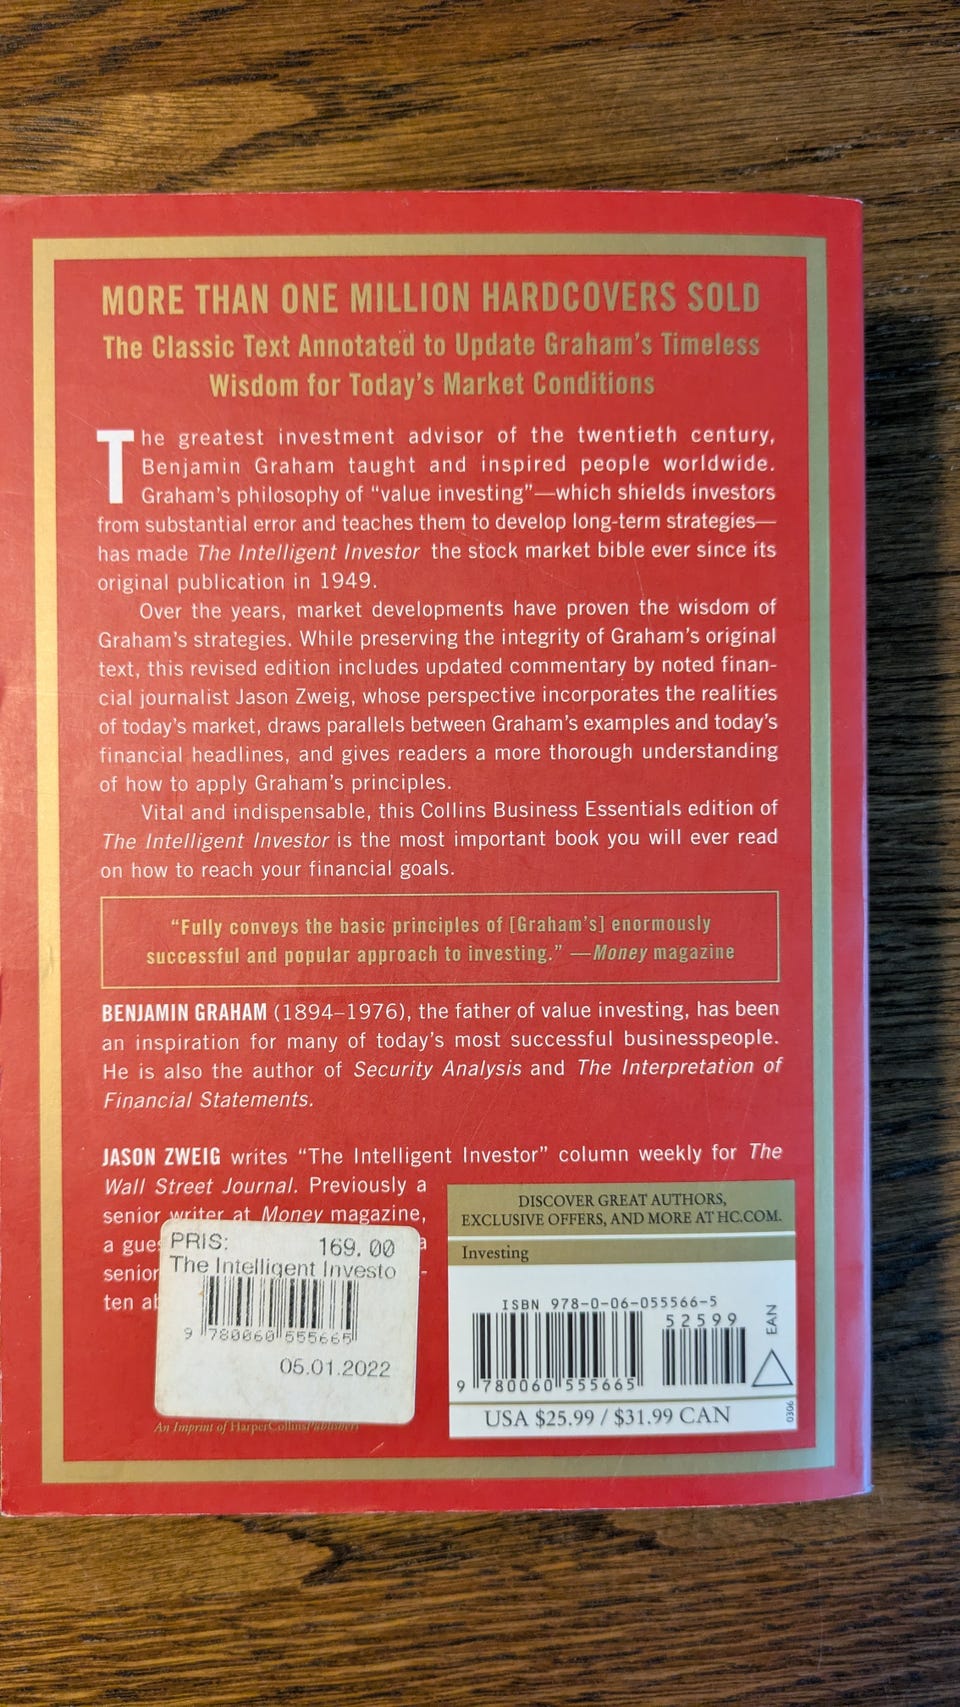 MORE THAN ONE MILLION HARDCOVERS SOLD
The Classic Text Annotated to Update Graham's Timeless
Wisdom for Today's Market Conditions
The greatest investment advisor of the twentieth century,
Benjamin Graham taught and inspired people worldwide.
Graham's philosophy of “value investing”—which shields investors
from substantial error and teaches them to develop long-term strategies—
has made The Intelligent Investor the stock market bible ever since its
original publication in 1949.
Over the years, market developments have proven the wisdom of
Graham's strategies. While preserving the integrity of Graham's original
text, this revised edition includes updated commentary by noted finan-
cial journalist Jason Zweig, whose perspective incorporates the realities
of today's market, draws parallels between Graham's examples and today's
financial headlines, and gives readers a more thorough understanding
of how to apply Graham's principles.
Vital and indispensable, this Collins Business Essentials edition of
The Intelligent Investor is the most important book you will ever read
on how to reach your financial goals.
“Fully conveys the basic principles of [Graham's] enormously
successful and popular approach to investing.” —Money magazine
BENJAMIN GRAHAM (1894–1976), the father of value investing, has been
an inspiration for many of today's most successful businesspeople.
He is also the author of Security Analysis and The Interpretation of
Financial Statements.
JASON ZWEIG writes “The Intelligent Investor” column weekly for The
Wall Street Journal. Previously a
senior writer at Money magazine,
a
senior
ten
PRIS: 169.00
The Intelligent Investo
9 780060 555665
05.01.2022
An Imprint of HarperCollinsPublishers
DISCOVER GREAT AUTHORS,
EXCLUSIVE OFFERS, AND MORE AT HC.COM.
Investing
ISBN 978-0-06-055566-5
52599
9 780060 555665
EAN
0306
USA $25.99 / $31.99 CAN